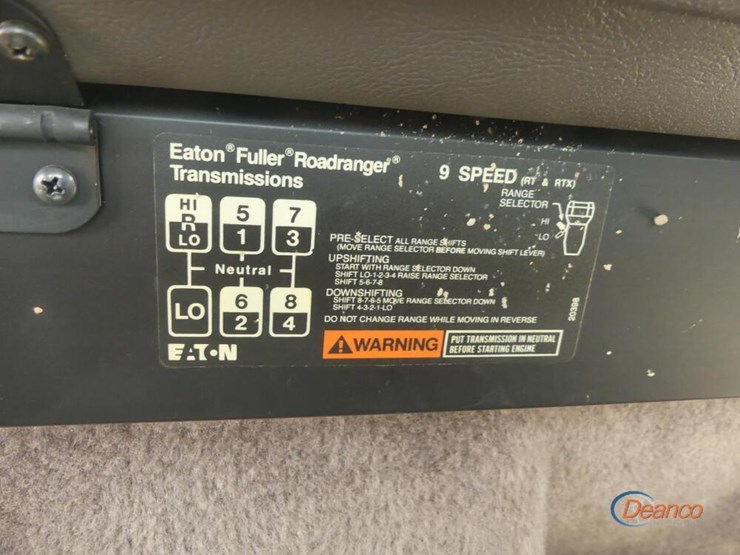 Eaton® Fuller® Roadranger®
Transmissions
9 SPEED (RT & RTX)
HI
R
LO
5
1
7
3
Neutral
LO
6
2
8
4
EATON
RANGE
SELECTOR
HI
LO
PRE-SELECT ALL RANGE SHIFTS
(MOVE RANGE SELECTOR BEFORE MOVING SHIFT LEVER)
UPSHIFTING
START WITH RANGE SELECTOR DOWN
SHIFT LO-1-2-3-4 RAISE RANGE SELECTOR
SHIFT 5-6-7-8
DOWNSHIFTING
SHIFT 8-7-6-5 MOVE RANGE SELECTOR DOWN
SHIFT 4-3-2-1-LO
DO NOT CHANGE RANGE WHILE MOVING IN REVERSE
WARNING
PUT TRANSMISSION IN NEUTRAL
BEFORE STARTING ENGINE
20398
Deanco